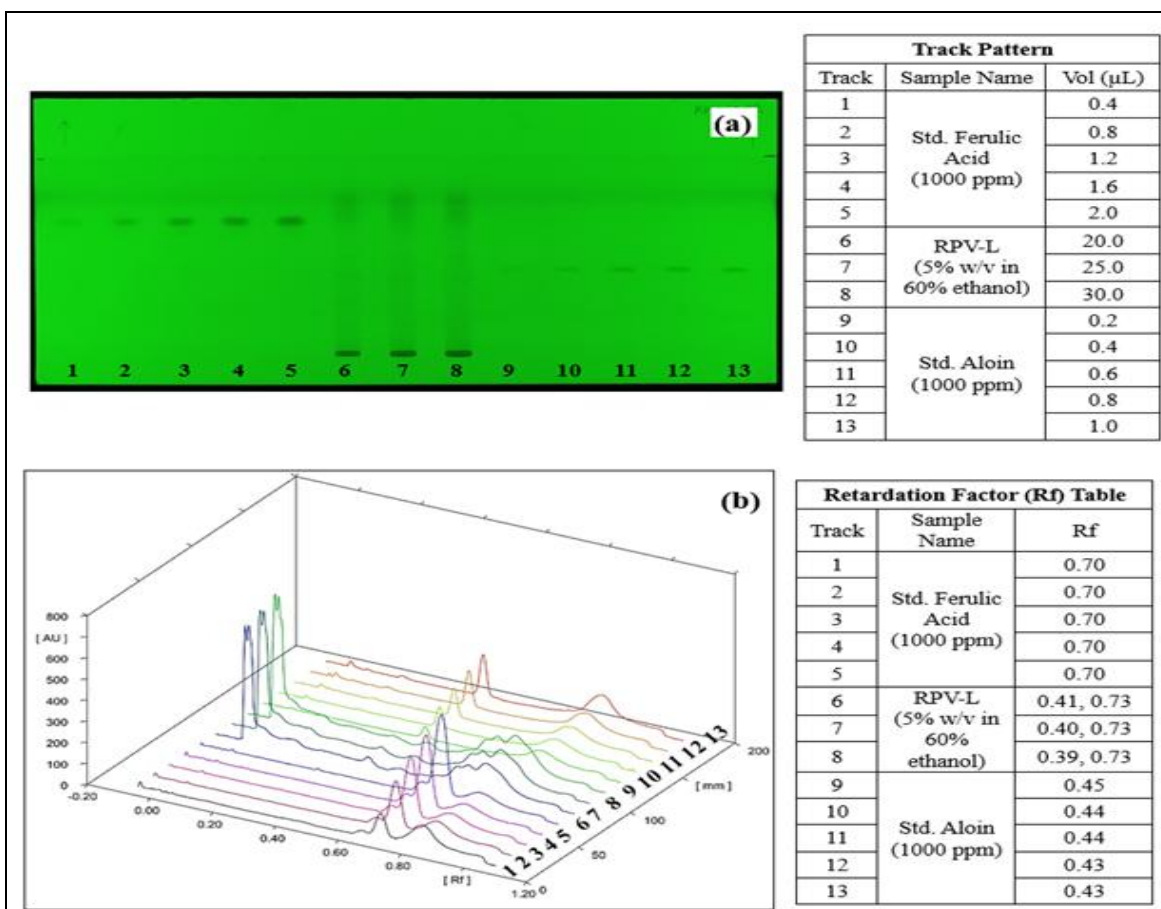 (a)
1 2 3 4 5 6 7 8 9 10 11 12 13
Track Pattern
Track Sample Name Vol (µL)
1 0.4
2 0.8
3 Std. Ferulic Acid (1000 ppm) 1.2
4 1.6
5 2.0
6 20.0
7 RPV-L (5% w/v in 60% ethanol) 25.0
8 30.0
9 0.2
10 0.4
11 Std. Aloin (1000 ppm) 0.6
12 0.8
13 1.0
(b)
800
[ AU ]
600
500
400
300
200
100
0
-0.20 0.00 0.20 0.40 0.60 0.80 1.20
[ Rf ]
1 2 3 4 5 6 7 8 9 10 11 12 13
0 50 100 200
[ mm ]
Retardation Factor (Rf) Table
Track Sample Name Rf
1 0.70
2 0.70
3 Std. Ferulic Acid (1000 ppm) 0.70
4 0.70
5 0.70
6 0.41, 0.73
7 RPV-L (5% w/v in 60% ethanol) 0.40, 0.73
8 0.39, 0.73
9 0.45
10 0.44
11 Std. Aloin (1000 ppm) 0.44
12 0.43
13 0.43